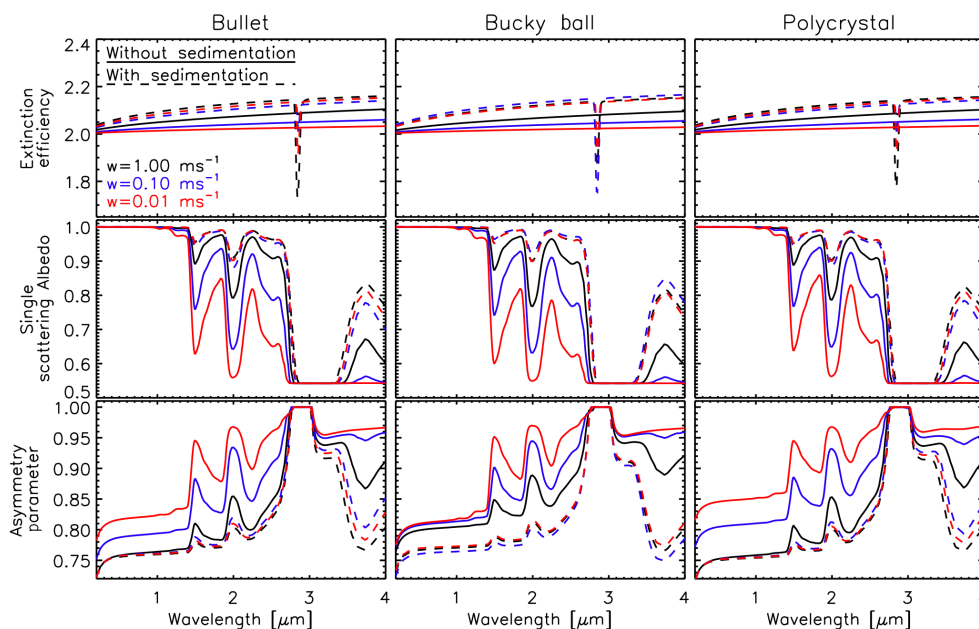 Bullet
Bucky ball
Polycrystal
Extinction
efficiency
2.4
2.2
2.0
1.8
Without sedimentation
With sedimentation
w=1.00 ms⁻¹
w=0.10 ms⁻¹
w=0.01 ms⁻¹
Single
scattering Albedo
1.0
0.9
0.8
0.7
0.6
0.5
Asymmetry
parameter
1.00
0.95
0.90
0.85
0.80
0.75
1 2 3 4
1 2 3 4
1 2 3 4
Wavelength [μm]
Wavelength [μm]
Wavelength [μm]